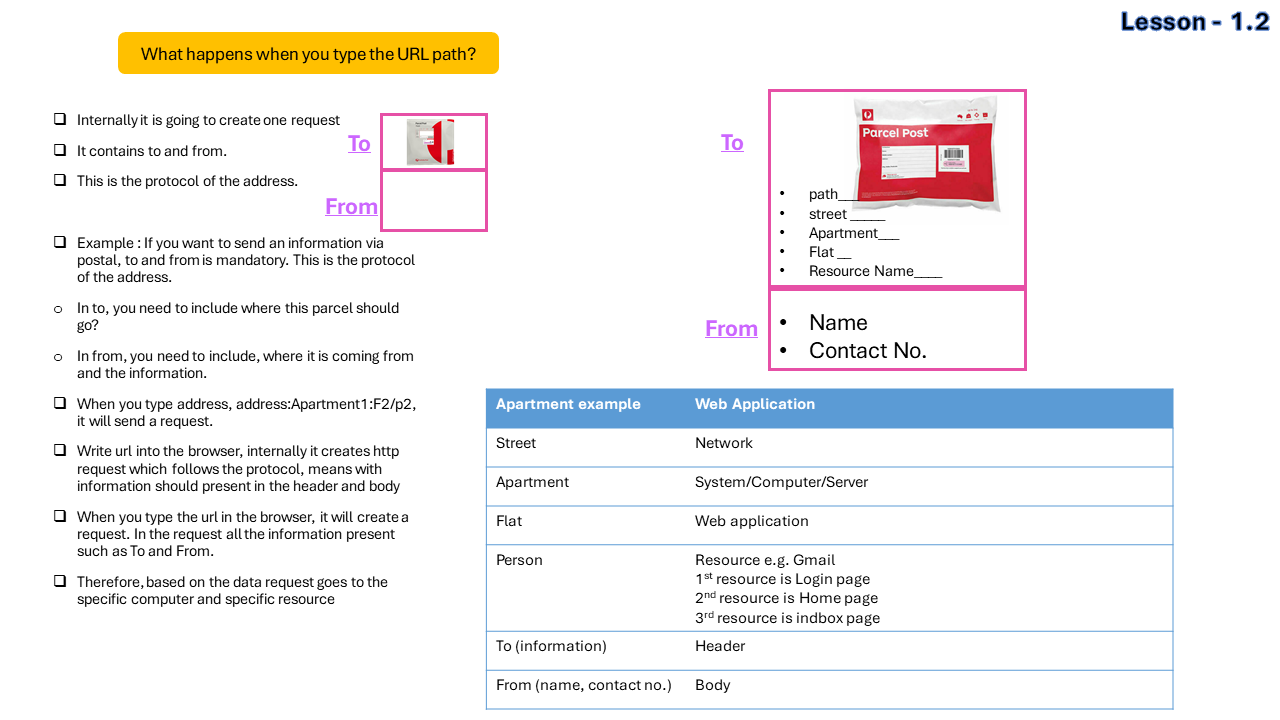 Lesson - 1.2
What happens when you type the URL path?
❑ Internally it is going to create one request
❑ It contains to and from.
❑ This is the protocol of the address.
To
From
❑ Example : If you want to send an information via
postal, to and from is mandatory. This is the protocol
of the address.
o In to, you need to include where this parcel should
go?
o In from, you need to include, where it is coming from
and the information.
❑ When you type address, address:Apartment1:F2/p2,
it will send a request.
❑ Write url into the browser, internally it creates http
request which follows the protocol, means with
information should present in the header and body
❑ When you type the url in the browser, it will create a
request. In the request all the information present
such as To and From.
❑ Therefore, based on the data request goes to the
specific computer and specific resource
To
Parcel Post
• path___
• street _____
• Apartment___
• Flat __
• Resource Name____
From
• Name
• Contact No.
Apartment example Web Application
Street Network
Apartment System/Computer/Server
Flat Web application
Person Resource e.g. Gmail
1st resource is Login page
2nd resource is Home page
3rd resource is indbox page
To (information) Header
From (name, contact no.) Body